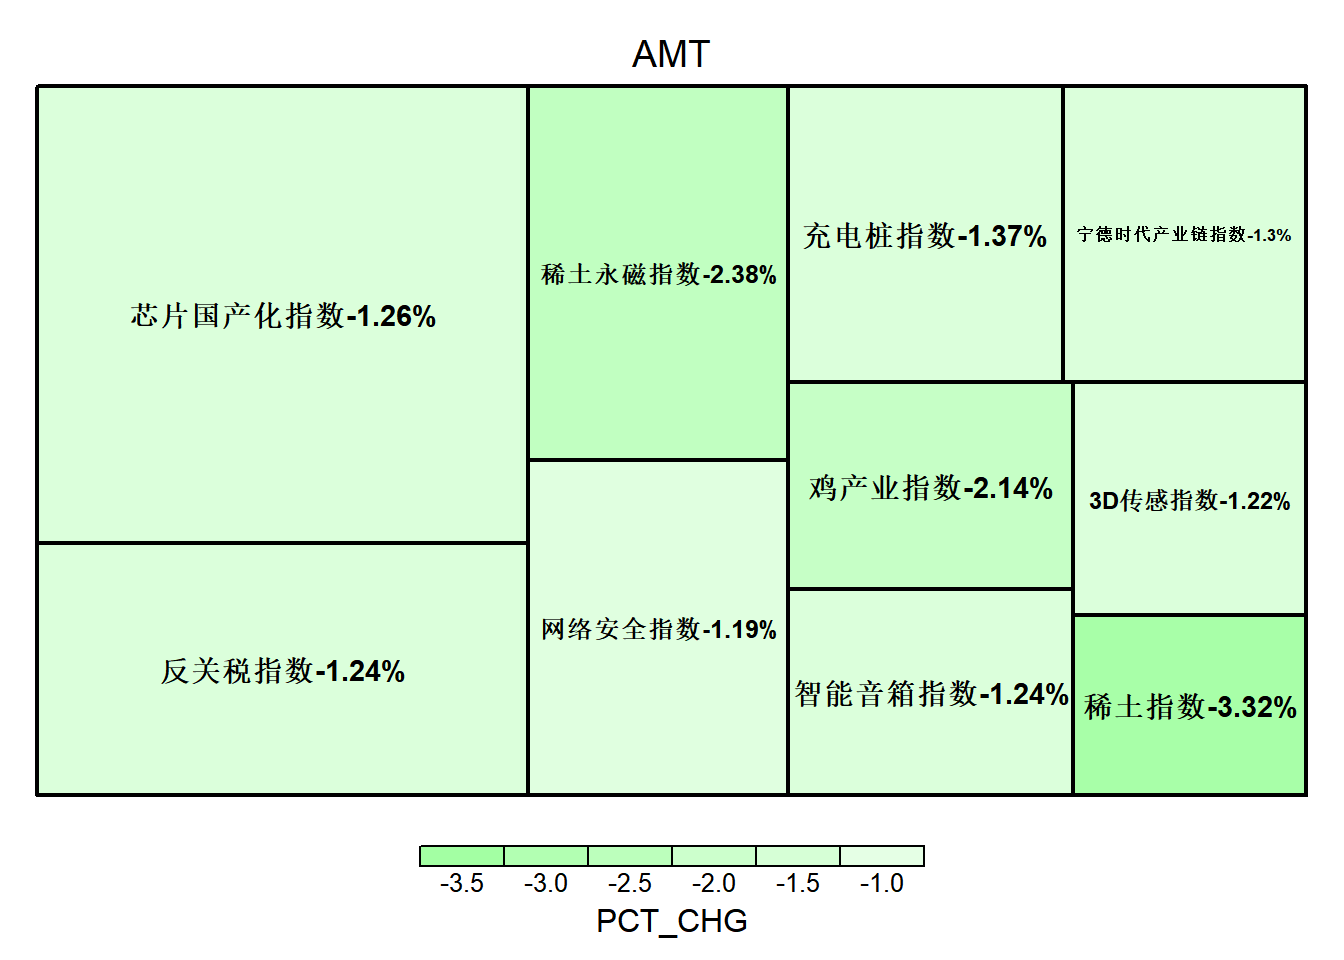 AMT
芯片国产化指数-1.26%
反关税指数-1.24%
稀土永磁指数-2.38%
网络安全指数-1.19%
充电桩指数-1.37%
宁德时代产业链指数-1.3%
鸡产业指数-2.14%
3D传感指数-1.22%
智能音箱指数-1.24%
稀土指数-3.32%
-3.5 -3.0 -2.5 -2.0 -1.5 -1.0
PCT_CHG